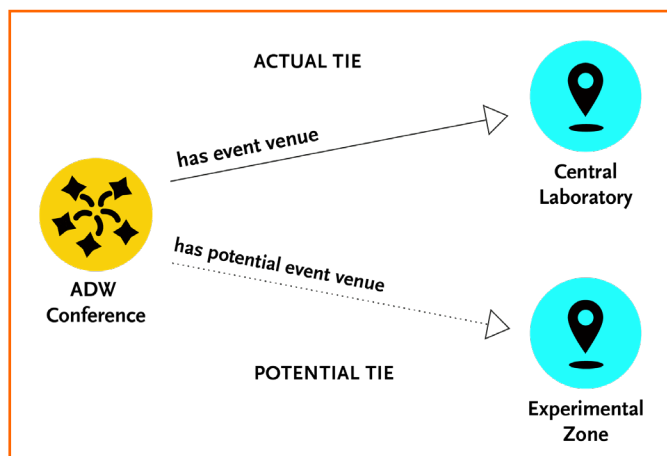 ACTUAL TIE
has event venue
Central
Laboratory
has potential event venue
ADW
Conference
POTENTIAL TIE
Experimental
Zone